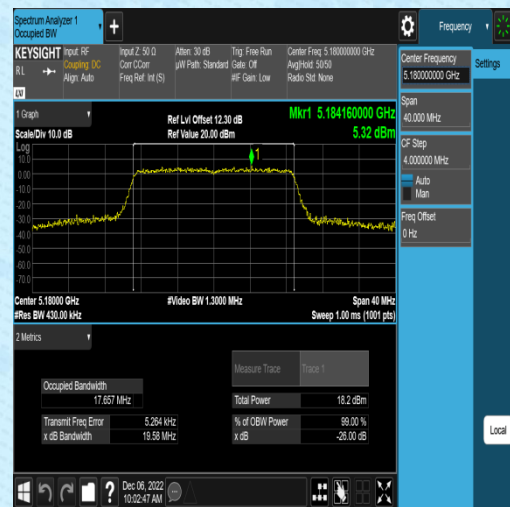 Spectrum Analyzer 1
Occupied BW
Frequency
KEYSIGHT
RL
LXI
Input: RF
Coupling: DC
Align: Auto
Input Z: 50 Ω
Corr CCorr
Freq Ref: Int (S)
Atten: 30 dB
µW Path: Standard
Trig: Free Run
Gate: Off
#IF Gain: Low
Center Freq: 5.180000000 GHz
Avg|Hold: 50/50
Radio Std: None
Center Frequency
5.180000000 GHz
Settings
Span
40.000 MHz
CF Step
4.000000 MHz
Auto
Man
Freq Offset
0 Hz
1 Graph
Scale/Div 10.0 dB
Ref Lvl Offset 12.30 dB
Ref Value 20.00 dBm
Mkr1 5.184160000 GHz
5.32 dBm
Log
10.0
0.00
-10.0
-20.0
-30.0
-40.0
-50.0
-60.0
-70.0
1
Center 5.18000 GHz
#Res BW 430.00 kHz
#Video BW 1.3000 MHz
Span 40 MHz
Sweep 1.00 ms (1001 pts)
2 Metrics
Measure Trace
Trace 1
Occupied Bandwidth
17.657 MHz
Total Power
18.2 dBm
Transmit Freq Error
5.264 kHz
% of OBW Power
99.00 %
x dB Bandwidth
19.58 MHz
x dB
-26.00 dB
Local
Dec 06, 2022
10:02:47 AM